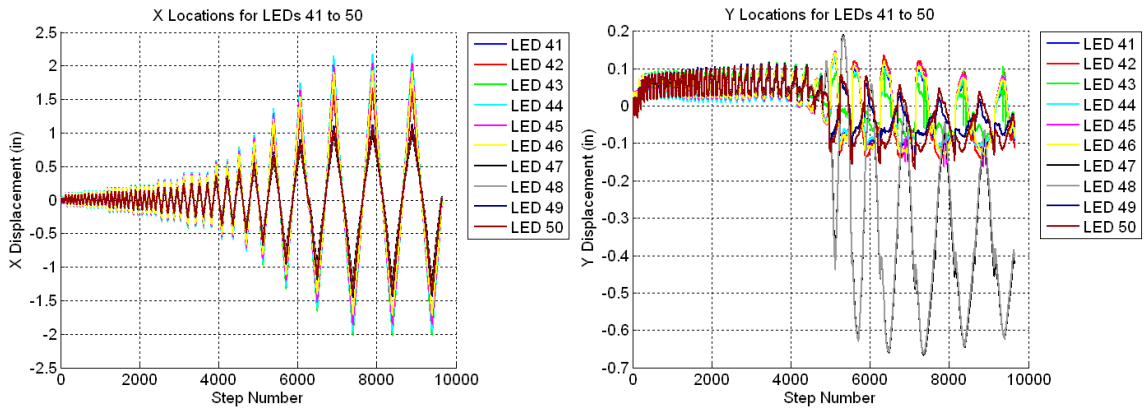 X Locations for LEDs 41 to 50
2.5
2
1.5
1
0.5
0
-0.5
-1
-1.5
-2
-2.5
X Displacement (in)
0 2000 4000 6000 8000 10000
Step Number
LED 41
LED 42
LED 43
LED 44
LED 45
LED 46
LED 47
LED 48
LED 49
LED 50
Y Locations for LEDs 41 to 50
0.2
0.1
0
-0.1
-0.2
-0.3
-0.4
-0.5
-0.6
-0.7
Y Displacement (in)
0 2000 4000 6000 8000 10000
Step Number
LED 41
LED 42
LED 43
LED 44
LED 45
LED 46
LED 47
LED 48
LED 49
LED 50